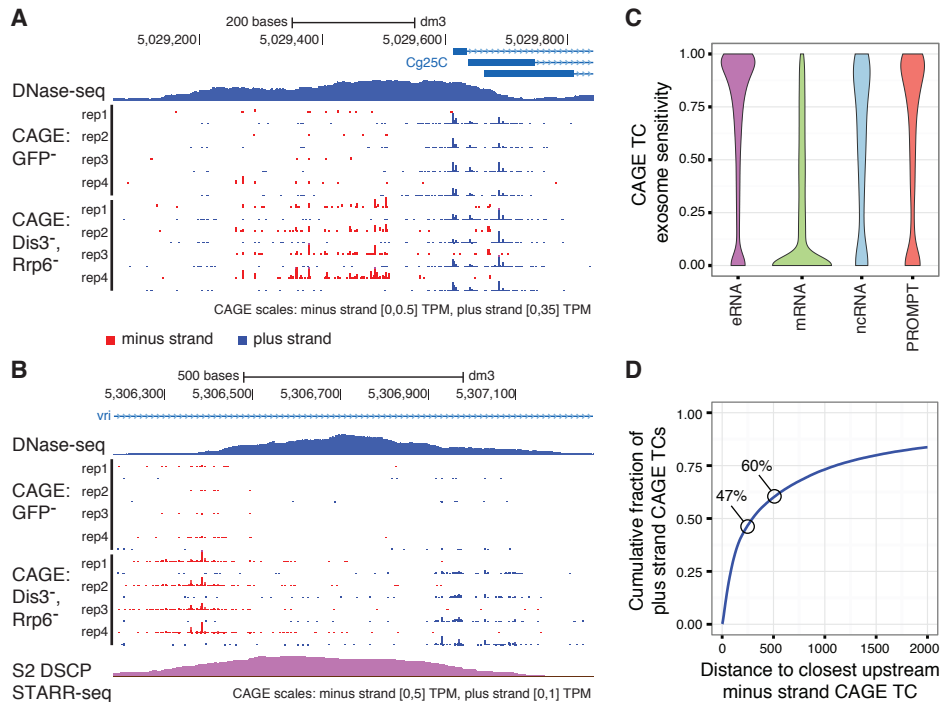 A
200 bases
dm3
5,029,200
5,029,400
5,029,600
5,029,800
Cg25C
DNase-seq
CAGE:
GFP-
rep1
rep2
rep3
rep4
CAGE:
Dis3-,
Rrp6-
rep1
rep2
rep3
rep4
CAGE scales: minus strand [0,0.5] TPM, plus strand [0,35] TPM
minus strand
plus strand
B
500 bases
dm3
5,306,300
5,306,500
5,306,700
5,306,900
5,307,100
vri
DNase-seq
CAGE:
GFP-
rep1
rep2
rep3
rep4
CAGE:
Dis3-,
Rrp6-
rep1
rep2
rep3
rep4
S2 DSCP
STARR-seq
CAGE scales: minus strand [0,5] TPM, plus strand [0,1] TPM
C
CAGE TC
exosome sensitivity
1.00
0.75
0.50
0.25
0.00
eRNA
mRNA
ncRNA
PROMPT
D
Cumulative fraction of
plus strand CAGE TCs
1.00
0.75
0.50
0.25
0.00
60%
47%
0
500
1000
1500
2000
Distance to closest upstream
minus strand CAGE TC